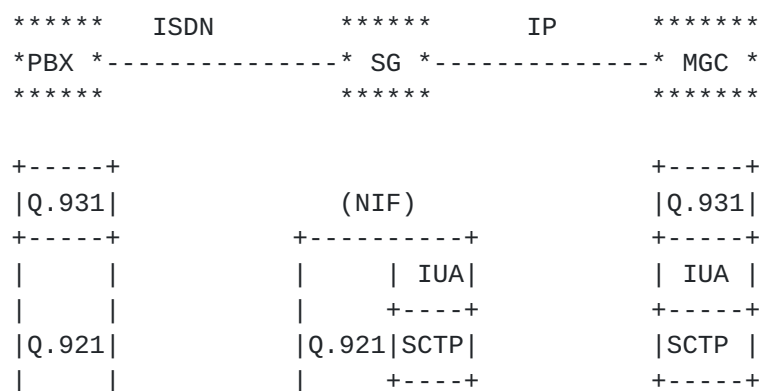 ******   ISDN        ******      IP       *******
*PBX *---------------* SG *--------------* MGC *
******               ******              *******

+-----+                                  +-----+
|Q.931|              (NIF)               |Q.931|
+-----+           +----------+           +-----+
|     |           |     | IUA|           | IUA |
|     |           |     +----+           +-----+
|Q.921|           |Q.921|SCTP|           |SCTP |
|     |           |     +----+           +-----+